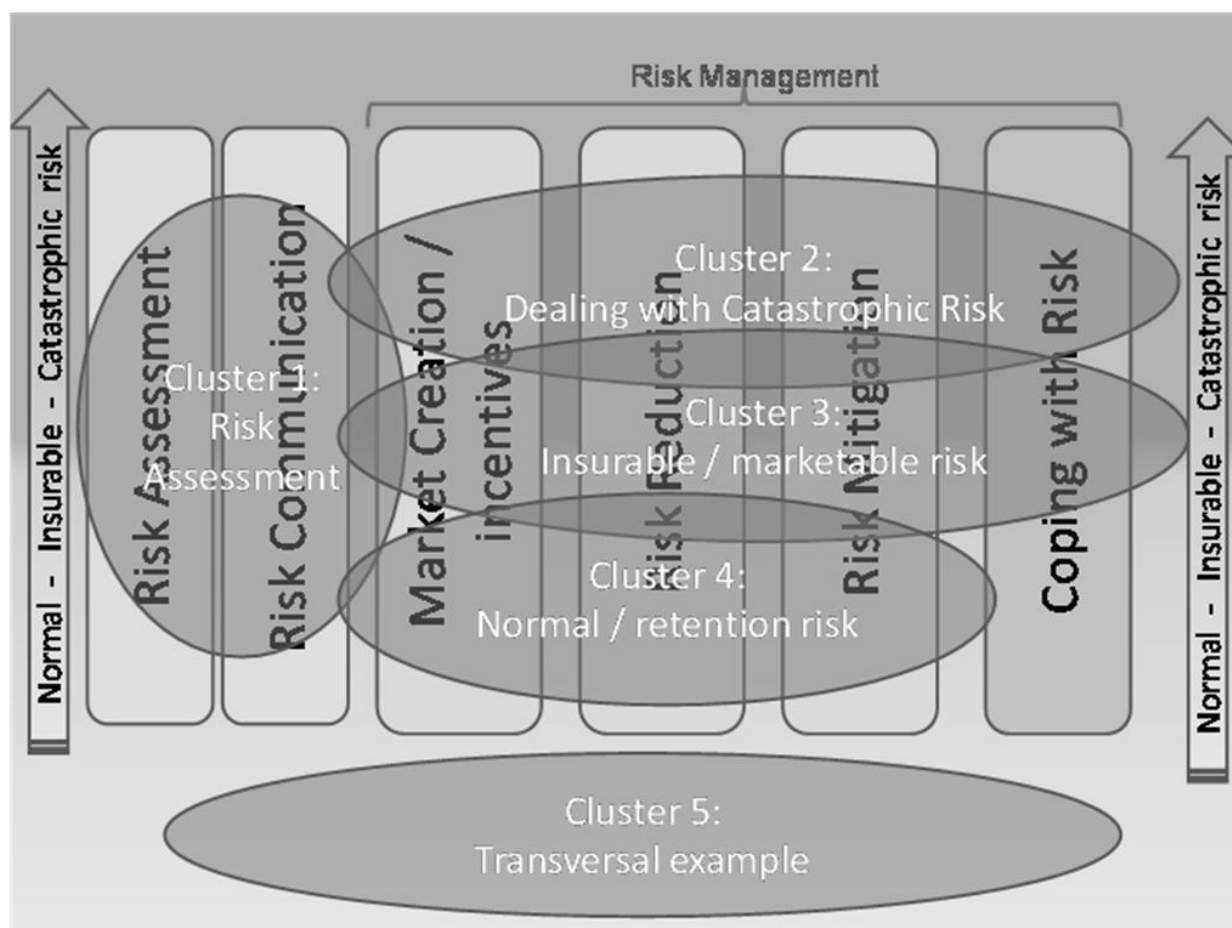 Risk Management
Normal - Insurable - Catastrophic risk
Risk Assessment
Risk Communication
Market Creation /
incentives
Risk Reduction
Risk Mitigation
Coping with Risk
Normal - Insurable - Catastrophic risk
Cluster 1:
Risk
Assessment
Cluster 2:
Dealing with Catastrophic Risk
Cluster 3:
Insurable / marketable risk
Cluster 4:
Normal / retention risk
Cluster 5:
Transversal example